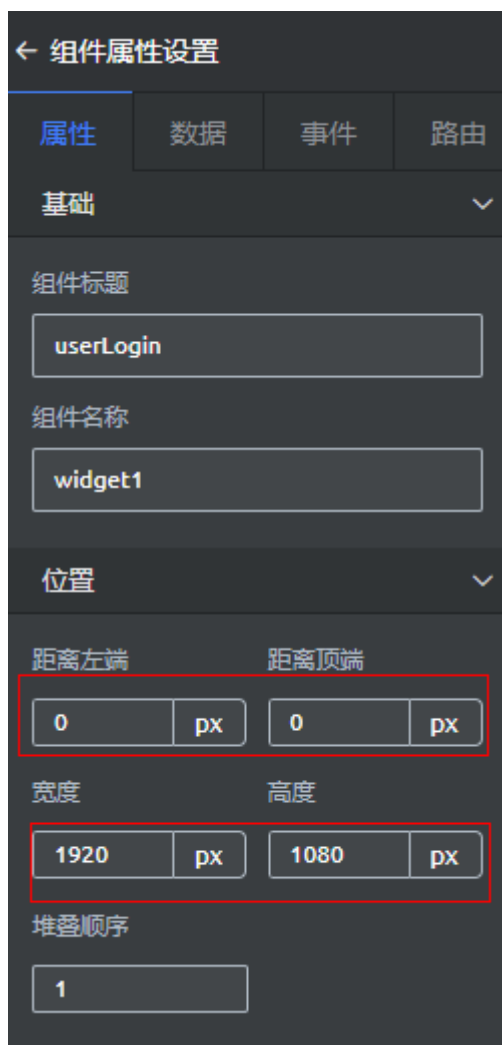 ← 组件属性设置
属性 数据 事件 路由
基础
组件标题
userLogin
组件名称
widget1
位置
距离左端 距离顶端
0 px 0 px
宽度 高度
1920 px 1080 px
堆叠顺序
1